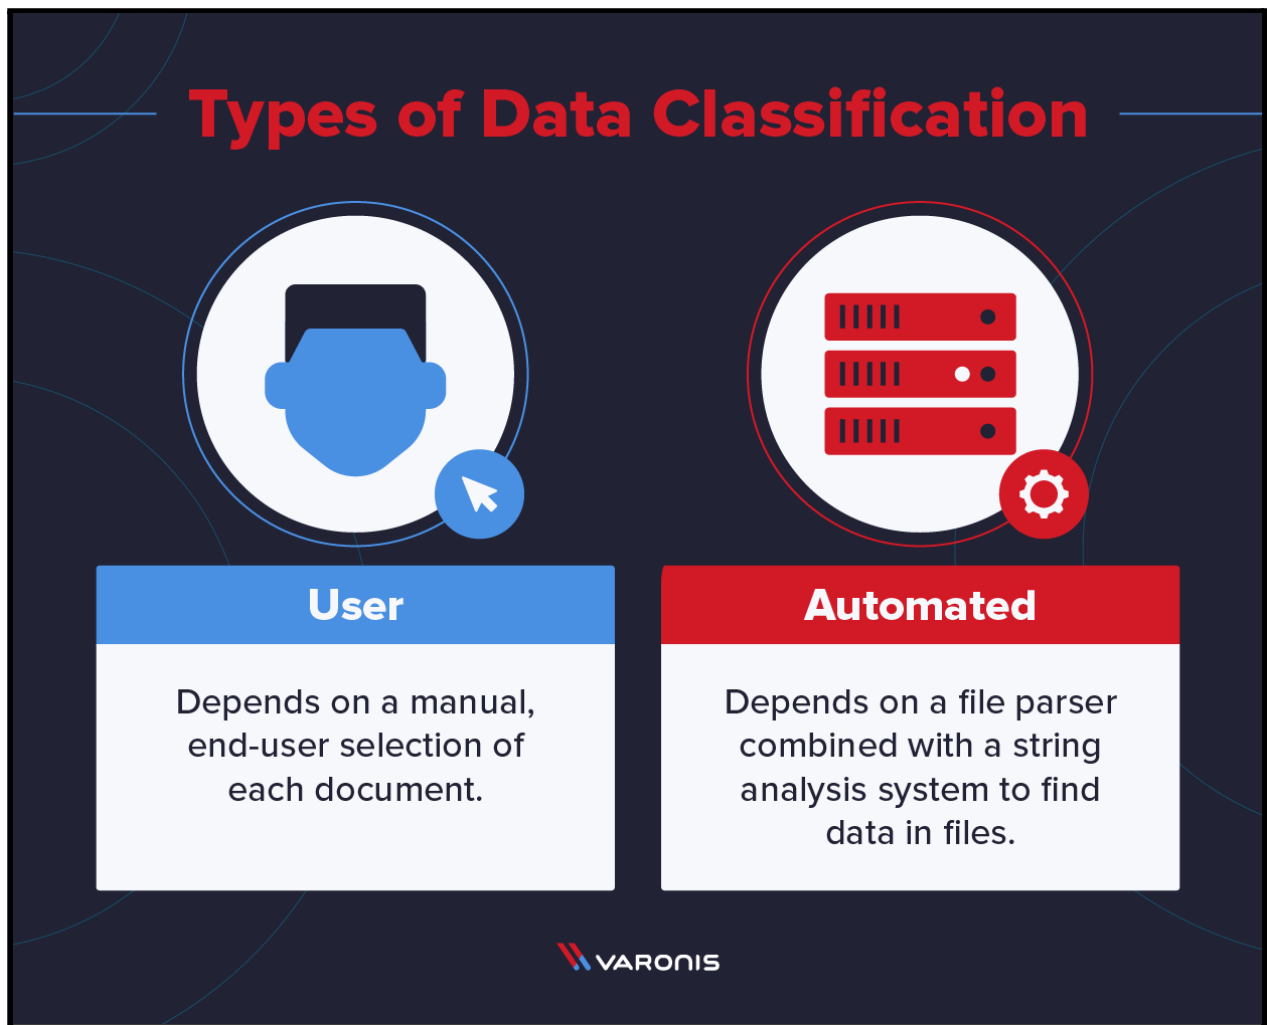 Types of Data Classification
User
Depends on a manual,
end-user selection of
each document.
Automated
Depends on a file parser
combined with a string
analysis system to find
data in files.
VARONIS